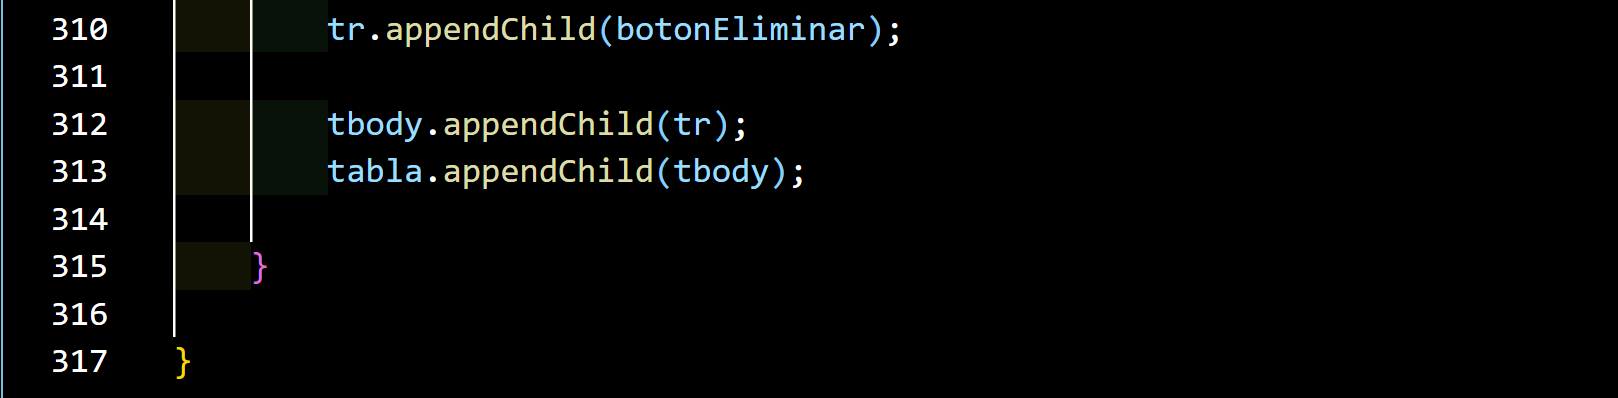 310 tr.appendChild(botonEliminar);
311
312 tbody.appendChild(tr);
313 tabla.appendChild(tbody);
314
315 }
316
317 }